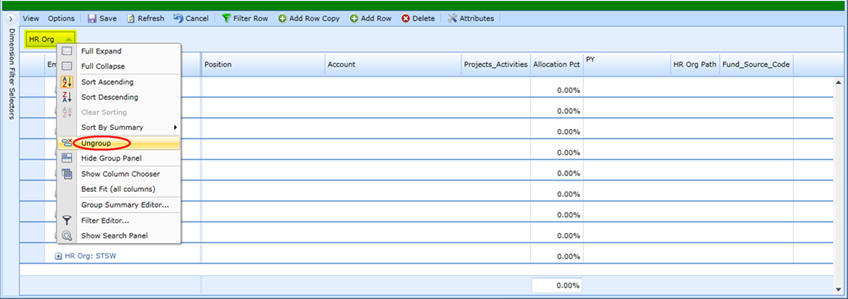 View Options Save Refresh Cancel Filter Row Add Row Copy Add Row Delete Attributes
Dimension Filter Selectors
HR Org
Position Account Projects_Activities Allocation Pct PY HR Org Path Fund_Source_Code
Full Expand
Full Collapse
Sort Ascending
Sort Descending
Clear Sorting
Sort By Summary
Ungroup
Hide Group Panel
Show Column Chooser
Best Fit (all columns)
Group Summary Editor...
Filter Editor...
Show Search Panel
0.00%
0.00%
0.00%
0.00%
0.00%
0.00%
0.00%
0.00%
HR Org: STSW 0.00%
0.00%